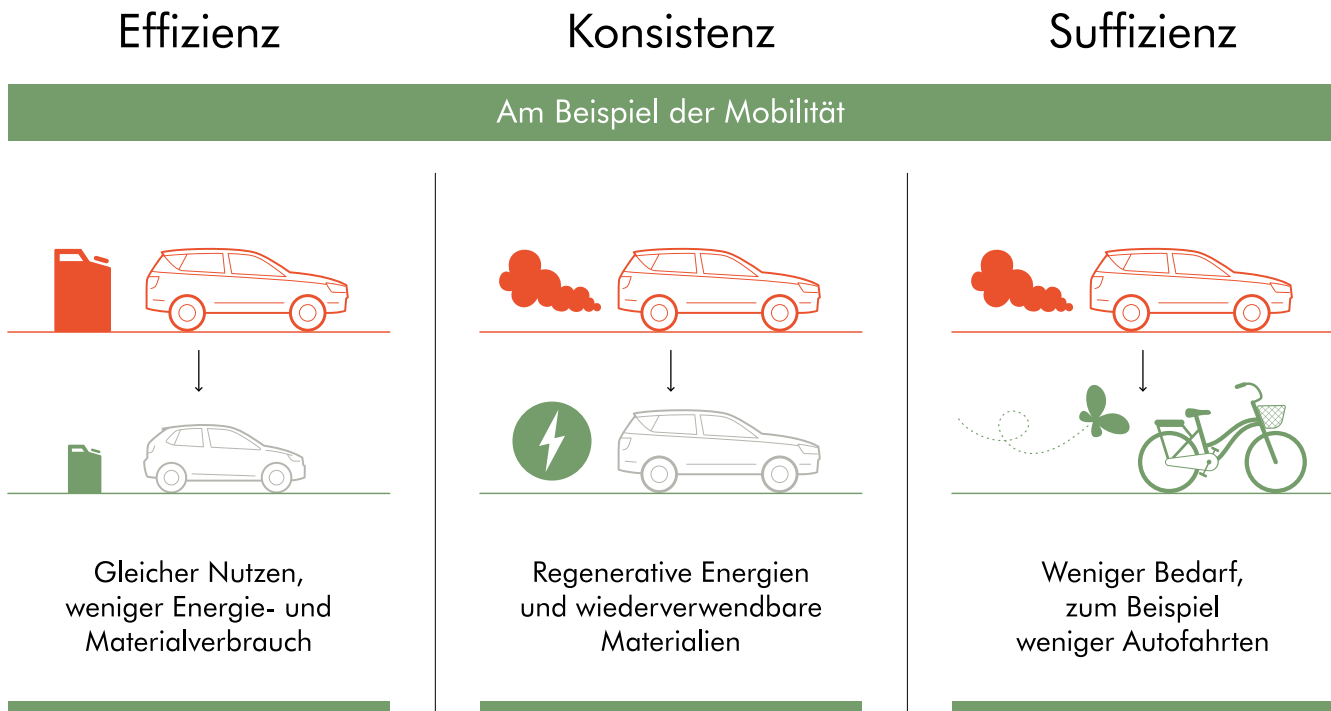 Effizienz
Konsistenz
Suffizienz
Am Beispiel der Mobilität
Gleicher Nutzen,
weniger Energie- und
Materialverbrauch
Regenerative Energien
und wiederverwendbare
Materialien
Weniger Bedarf,
zum Beispiel
weniger Autofahrten